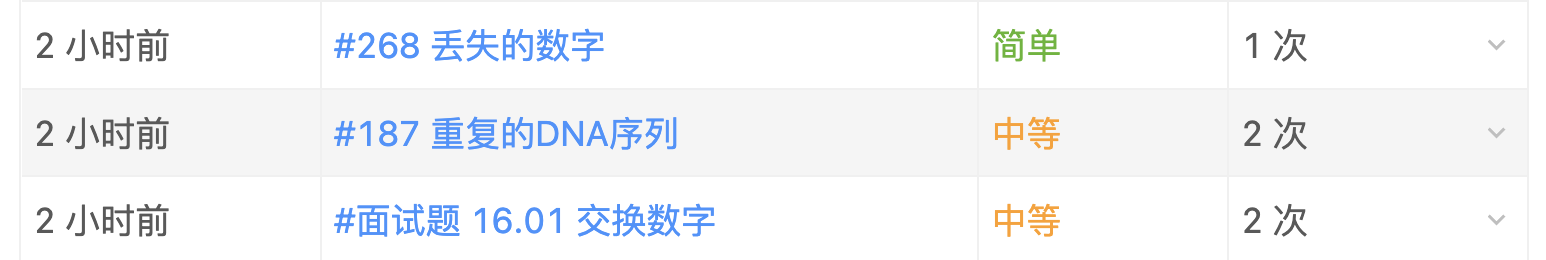 2 小时前 #268 丢失的数字 简单 1 次
2 小时前 #187 重复的DNA序列 中等 2 次
2 小时前 #面试题 16.01 交换数字 中等 2 次